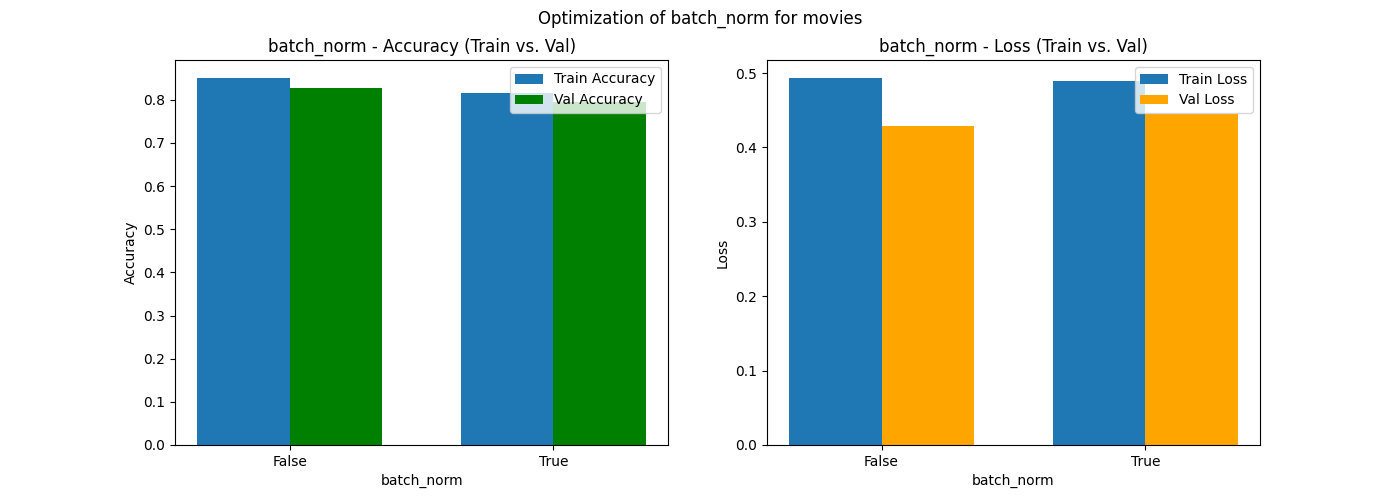 Optimization of batch_norm for movies
batch_norm - Accuracy (Train vs. Val)
Train Accuracy
Val Accuracy
0.8
0.7
0.6
0.5
0.4
0.3
0.2
0.1
0.0
Accuracy
False
True
batch_norm
batch_norm - Loss (Train vs. Val)
Train Loss
Val Loss
0.5
0.4
0.3
0.2
0.1
0.0
Loss
False
True
batch_norm